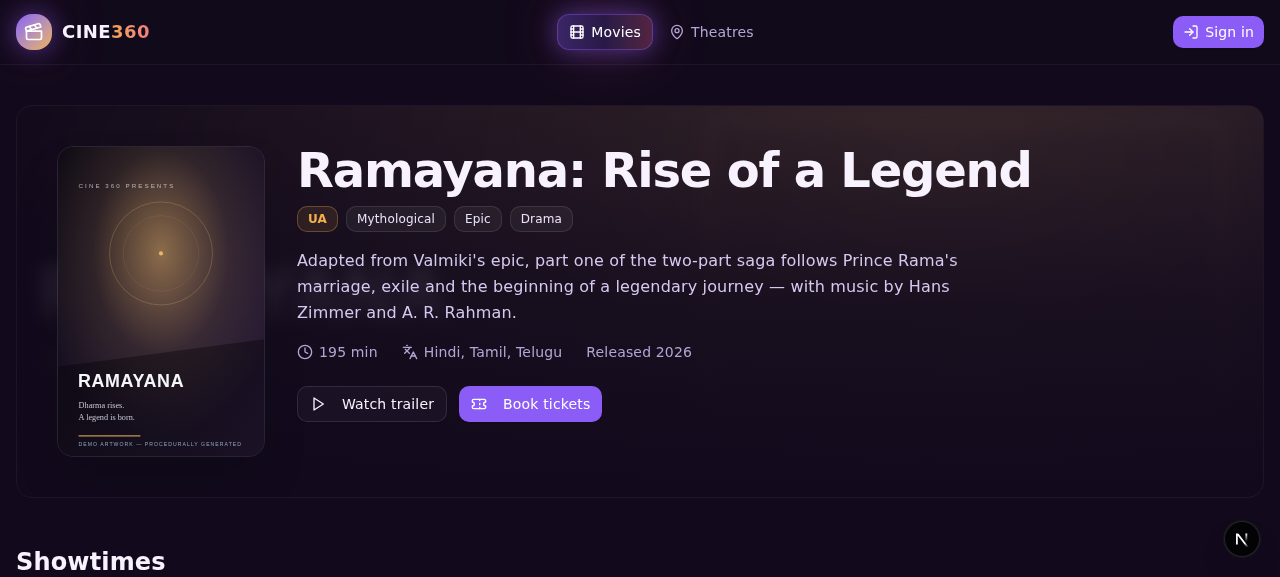 CINE360
Movies
Theatres
Sign in
CINE 360 PRESENTS
RAMAYANA
Dharma rises.
A legend is born.
DEMO ARTWORK — PROCEDURALLY GENERATED
Ramayana: Rise of a Legend
UA
Mythological
Epic
Drama
Adapted from Valmiki's epic, part one of the two-part saga follows Prince Rama's
marriage, exile and the beginning of a legendary journey — with music by Hans
Zimmer and A. R. Rahman.
195 min
Hindi, Tamil, Telugu
Released 2026
Watch trailer
Book tickets
Showtimes